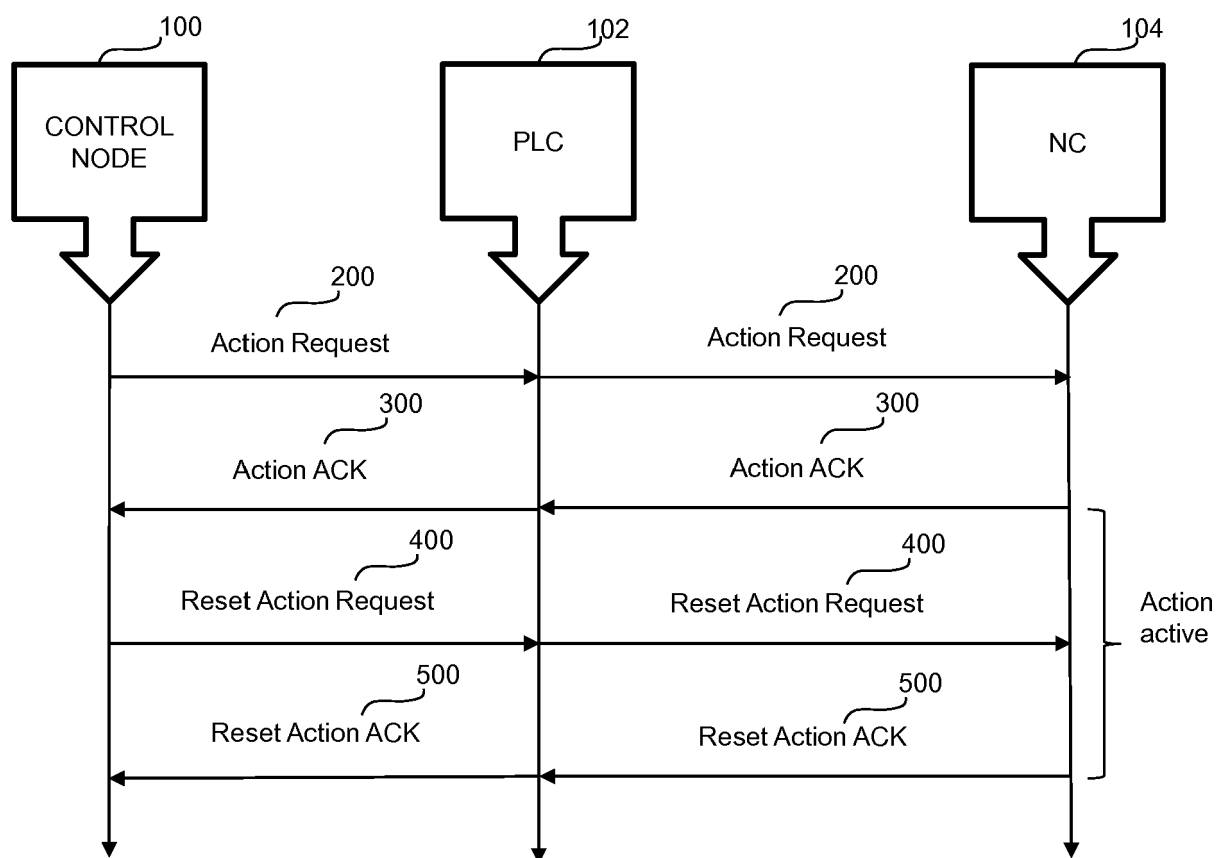 100
102
104
CONTROL
NODE
PLC
NC
200
200
Action Request
Action Request
300
300
Action ACK
Action ACK
400
400
Reset Action Request
Reset Action Request
Action
active
500
500
Reset Action ACK
Reset Action ACK